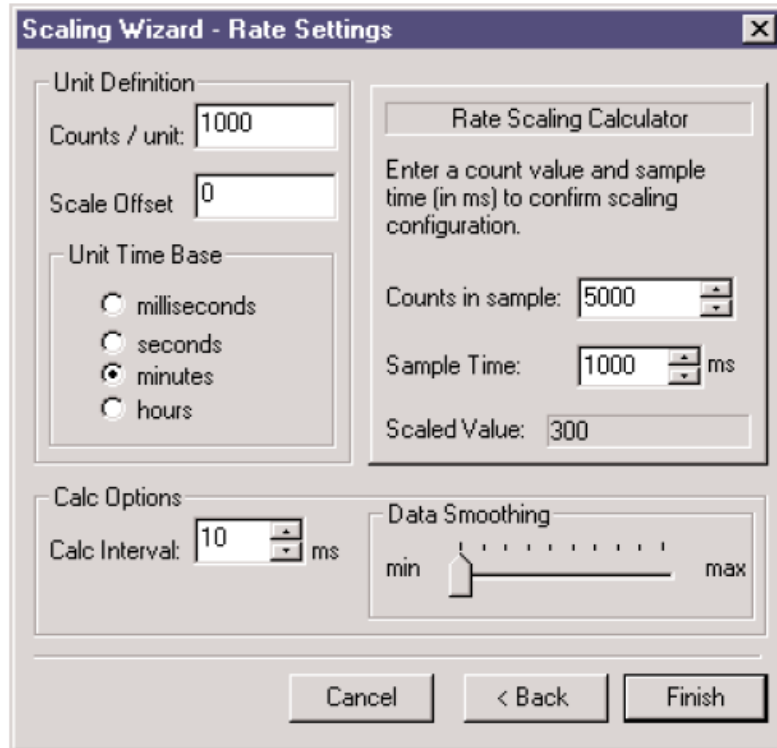 Scaling Wizard - Rate Settings
Unit Definition
Counts / unit: 1000
Scale Offset 0
Unit Time Base
milliseconds
seconds
minutes
hours
Rate Scaling Calculator
Enter a count value and sample
time (in ms) to confirm scaling
configuration.
Counts in sample: 5000
Sample Time: 1000 ms
Scaled Value: 300
Calc Options
Calc Interval: 10 ms
Data Smoothing
min max
Cancel < Back Finish